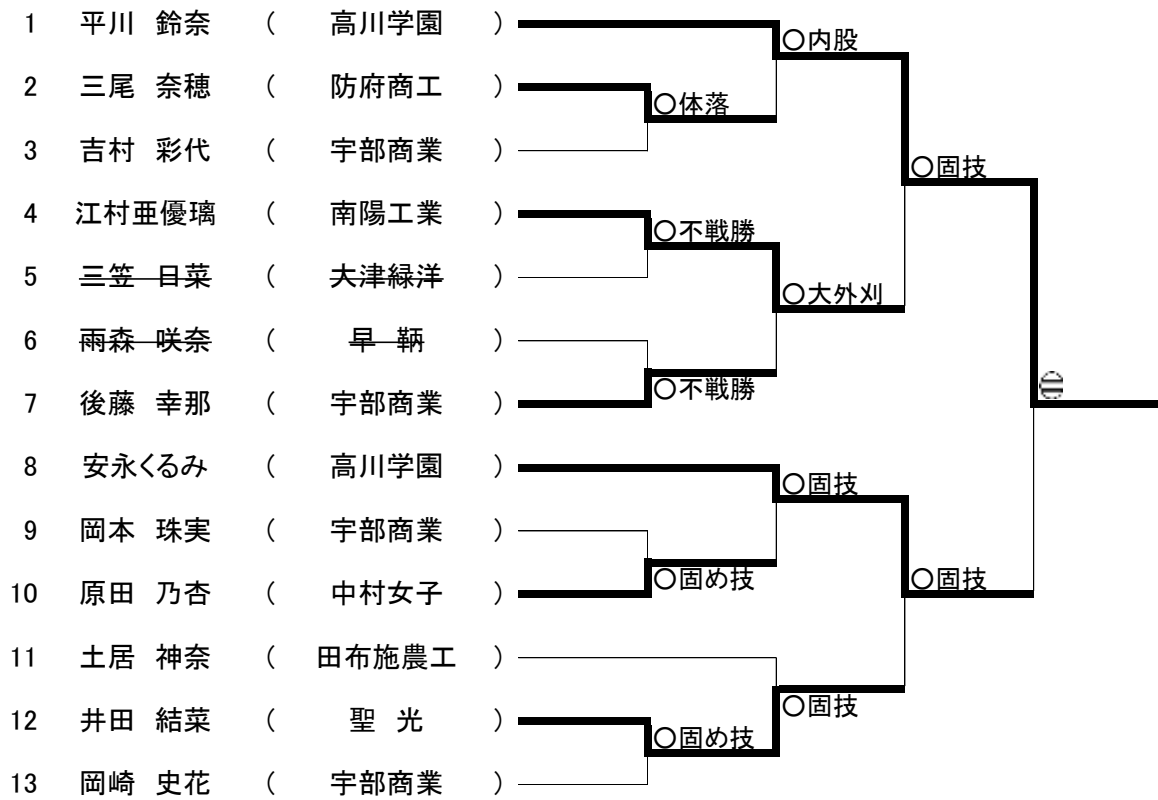 1 平川 鈴奈 ( 高川学園 )
○内股
2 三尾 奈穂 ( 防府商工 )
○体落
3 吉村 彩代 ( 宇部商業 )
○固技
4 江村亜優璃 ( 南陽工業 )
○不戦勝
5 三笠 日菜 ( 大津緑洋 )
○大外刈
6 雨森 咲奈 ( 早 鞆 )
○不戦勝
7 後藤 幸那 ( 宇部商業 )
8 安永くるみ ( 高川学園 )
○固技
9 岡本 珠実 ( 宇部商業 )
○固め技
○固技
10 原田 乃杏 ( 中村女子 )
11 土居 神奈 ( 田布施農工 )
○固技
12 井田 結菜 ( 聖 光 )
○固め技
13 岡崎 史花 ( 宇部商業 )